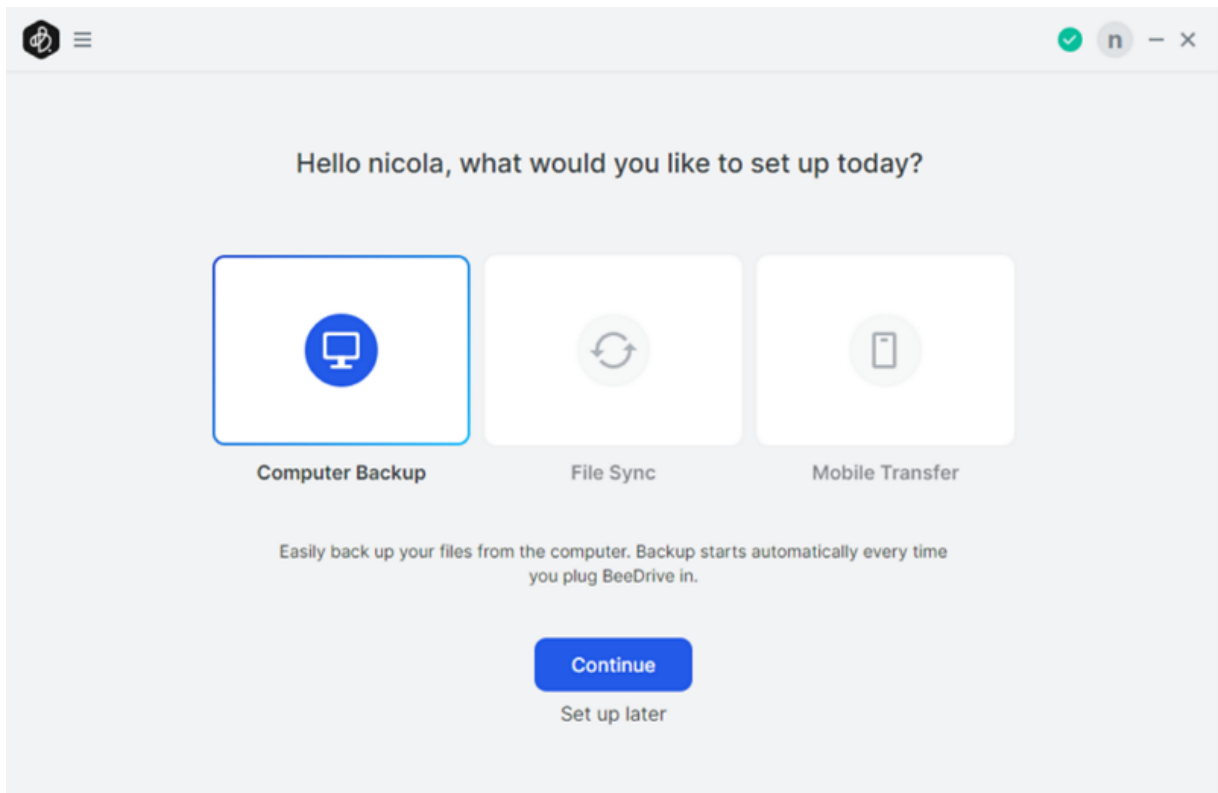 n
Hello nicola, what would you like to set up today?
Computer Backup
File Sync
Mobile Transfer
Easily back up your files from the computer. Backup starts automatically every time
you plug BeeDrive in.
Continue
Set up later